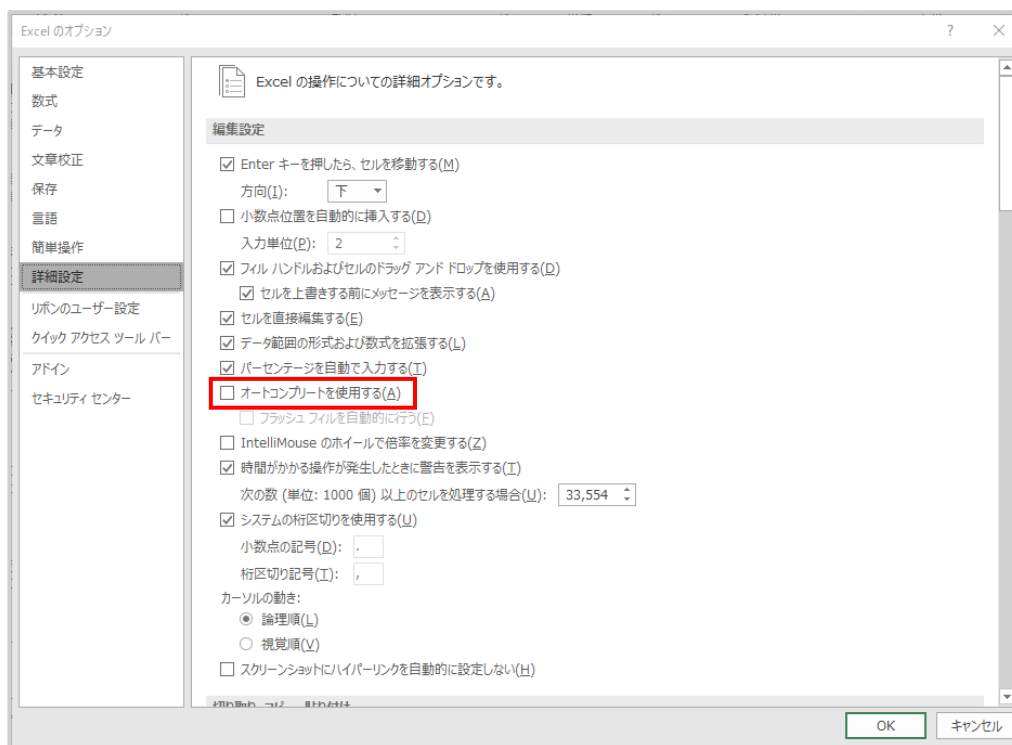 Excel のオプション
?
基本設定
数式
データ
文章校正
保存
言語
簡単操作
詳細設定
リボンのユーザー設定
クイック アクセス ツール バー
アドイン
セキュリティ センター
Excel の操作についての詳細オプションです。
編集設定
Enter キーを押したら、セルを移動する(M)
方向(I): 下
小数点位置を自動的に挿入する(D)
入力単位(P): 2
フィル ハンドルおよびセルのドラッグ アンド ドロップを使用する(D)
セルを上書きする前にメッセージを表示する(A)
セルを直接編集する(E)
データ範囲の形式および数式を拡張する(L)
パーセンテージを自動で入力する(T)
オートコンプリートを使用する(A)
フラッシュ フィルを自動的に行う(F)
IntelliMouse のホイールで倍率を変更する(Z)
時間がかかる操作が発生したときに警告を表示する(T)
次の数 (単位: 1000 個) 以上のセルを処理する場合(U): 33,554
システムの桁区切りを使用する(U)
小数点の記号(D): .
桁区切り記号(T): ,
カーソルの動き:
論理順(L)
視覚順(V)
スクリーンショットにハイパーリンクを自動的に設定しない(H)
OK キャンセル